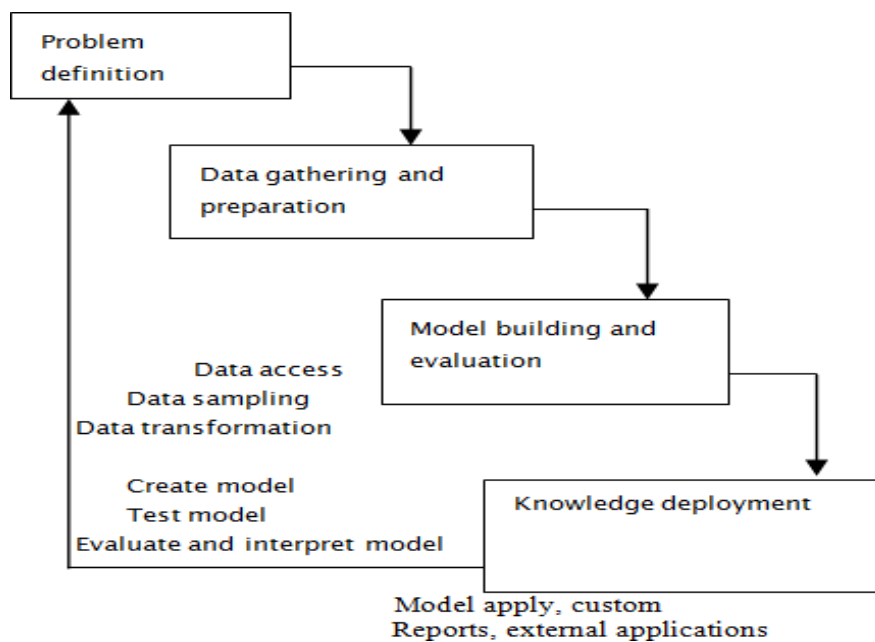 Problem
definition
Data gathering and
preparation
Model building and
evaluation
Data access
Data sampling
Data transformation
Create model
Test model
Evaluate and interpret model
Knowledge deployment
Model apply, custom
Reports, external applications